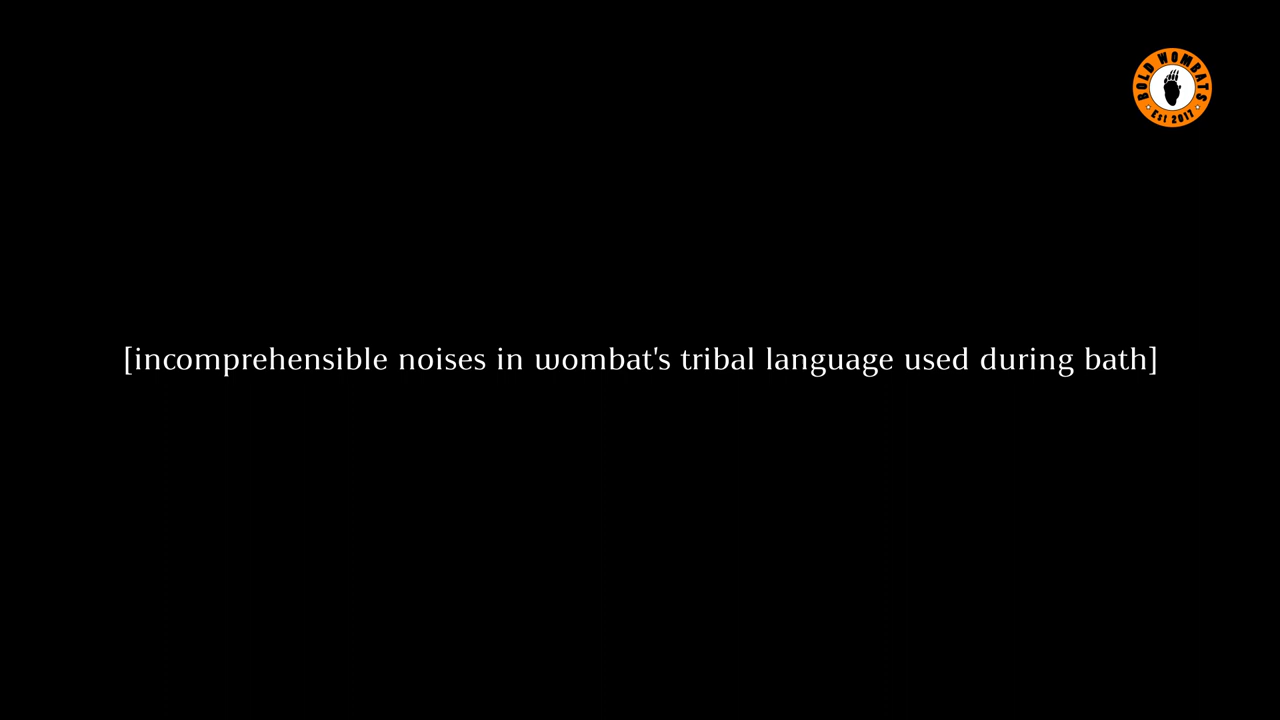 BOLD WOMBATS
Est 2017
[incomprehensible noises in wombat's tribal language used during bath]